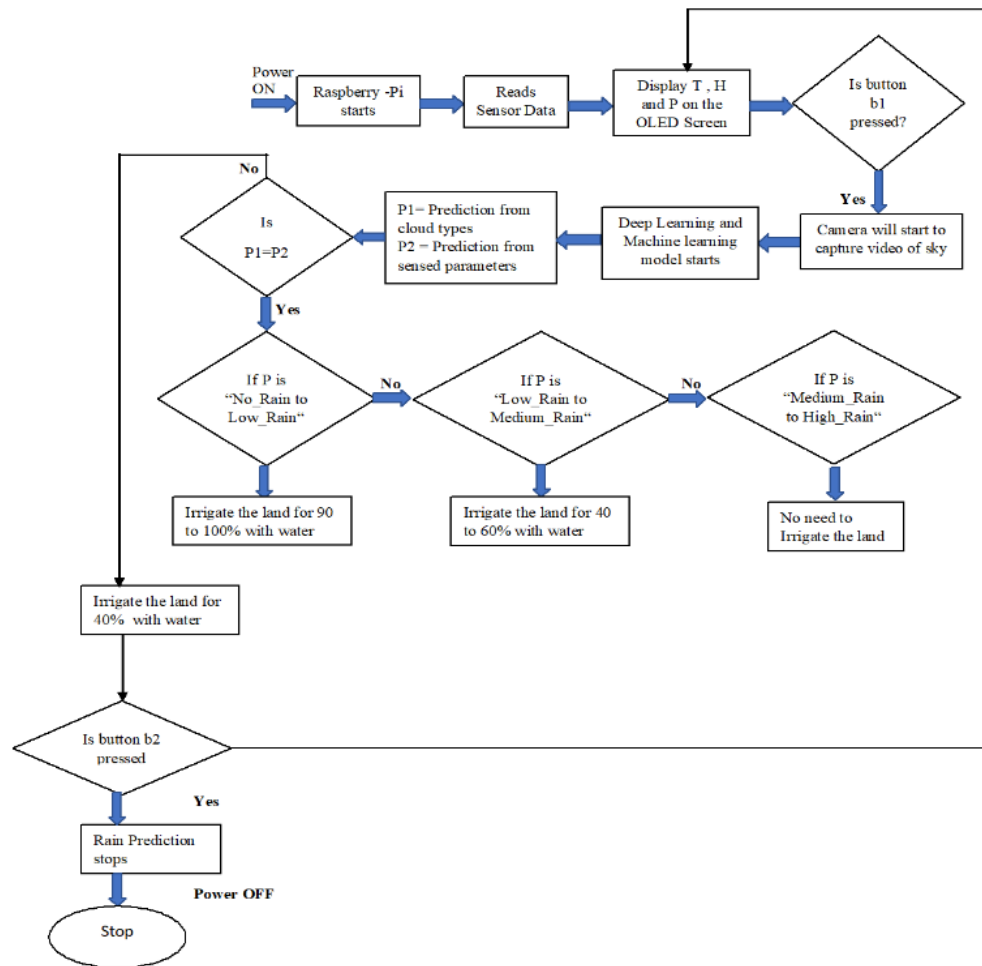 Power
ON
Raspberry -Pi
starts
Reads
Sensor Data
Display T , H
and P on the
OLED Screen
Is button
b1
pressed?
No
Yes
Is
P1=P2
P1= Prediction from
cloud types
P2 = Prediction from
sensed parameters
Deep Learning and
Machine learning
model starts
Camera will start to
capture video of sky
Yes
If P is
“No_Rain to
Low_Rain“
No
If P is
“Low_Rain to
Medium_Rain“
No
If P is
“Medium_Rain
to High_Rain“
Irrigate the land for 90
to 100% with water
Irrigate the land for 40
to 60% with water
No need to
Irrigate the land
Irrigate the land for
40% with water
Is button b2
pressed
Yes
Rain Prediction
stops
Power OFF
Stop